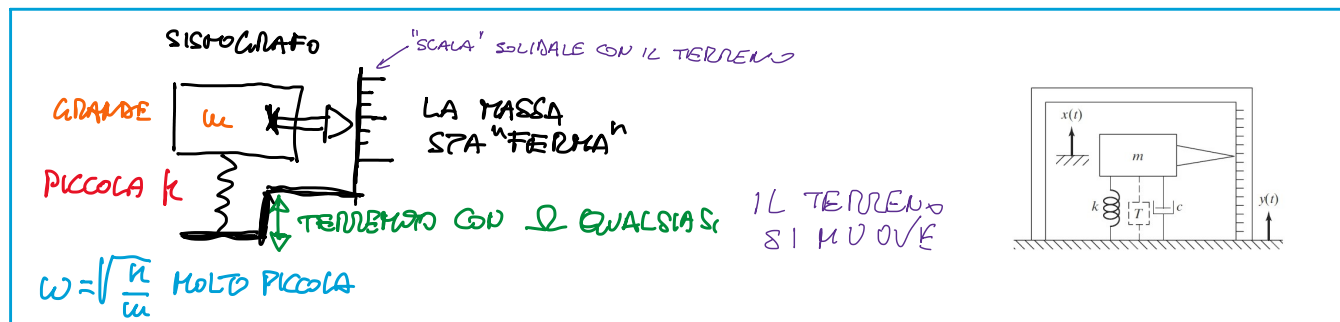 SISMOGRAFO
"SCALA" SOLIDALE CON IL TERRENO
GRANDE
m
LA MASSA
STA "FERMA"
PICCOLA k
TERREMOTO CON Ω QUALSIASI
IL TERRENO
SI MUOVE
ω = √k/m MOLTO PICCOLA
x(t)
m
k
T
c
y(t)